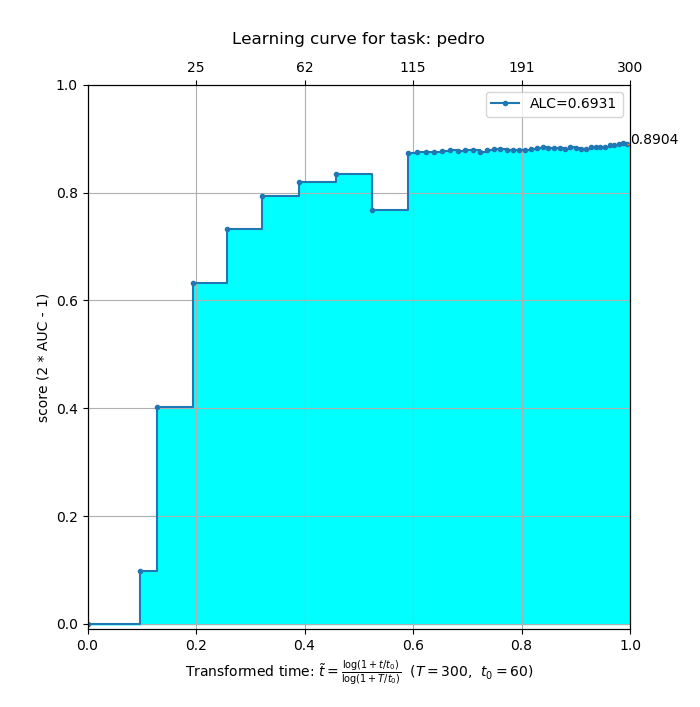 Learning curve for task: pedro
25 62 115 191 300
ALC=0.6931
1.0
0.8904
0.8
0.6
0.4
0.2
0.0
score (2 * AUC - 1)
0.0 0.2 0.4 0.6 0.8 1.0
Transformed time: t̃ = log(1 + t/t₀) / log(1 + T/t₀) (T = 300, t₀ = 60)